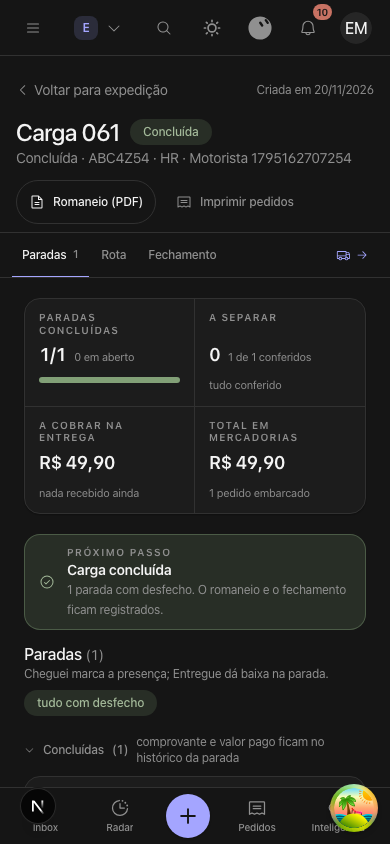 E
10
EM
Voltar para expedição
Criada em 20/11/2026
Carga 061
Concluída
Concluída · ABC4Z54 · HR · Motorista 1795162707254
Romaneio (PDF)
Imprimir pedidos
Paradas 1
Rota
Fechamento
PARADAS
CONCLUÍDAS
1/1 0 em aberto
A SEPARAR
0 1 de 1 conferidos
tudo conferido
A COBRAR NA
ENTREGA
R$ 49,90
nada recebido ainda
TOTAL EM
MERCADORIAS
R$ 49,90
1 pedido embarcado
PRÓXIMO PASSO
Carga concluída
1 parada com desfecho. O romaneio e o fechamento
ficam registrados.
Paradas (1)
Cheguei marca a presença; Entregue dá baixa na parada.
tudo com desfecho
Concluídas (1)
comprovante e valor pago ficam no
histórico da parada
N
Inbox
Radar
Pedidos